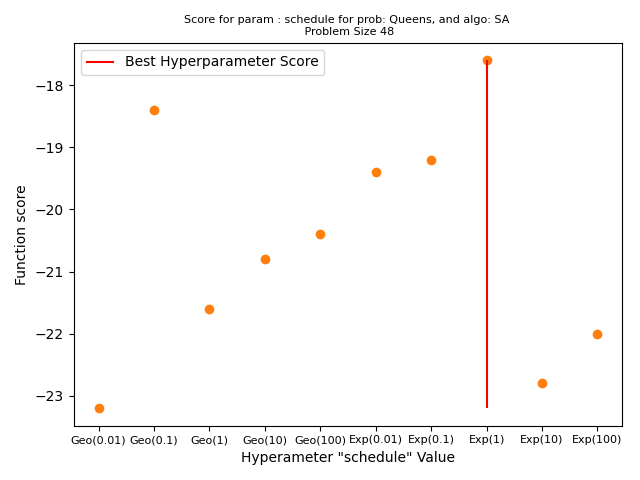 Score for param : schedule for prob: Queens, and algo: SA
Problem Size 48
Best Hyperparameter Score
−18
−19
−20
−21
−22
−23
Function score
Geo(0.01) Geo(0.1) Geo(1) Geo(10) Geo(100) Exp(0.01) Exp(0.1) Exp(1) Exp(10) Exp(100)
Hyperameter "schedule" Value